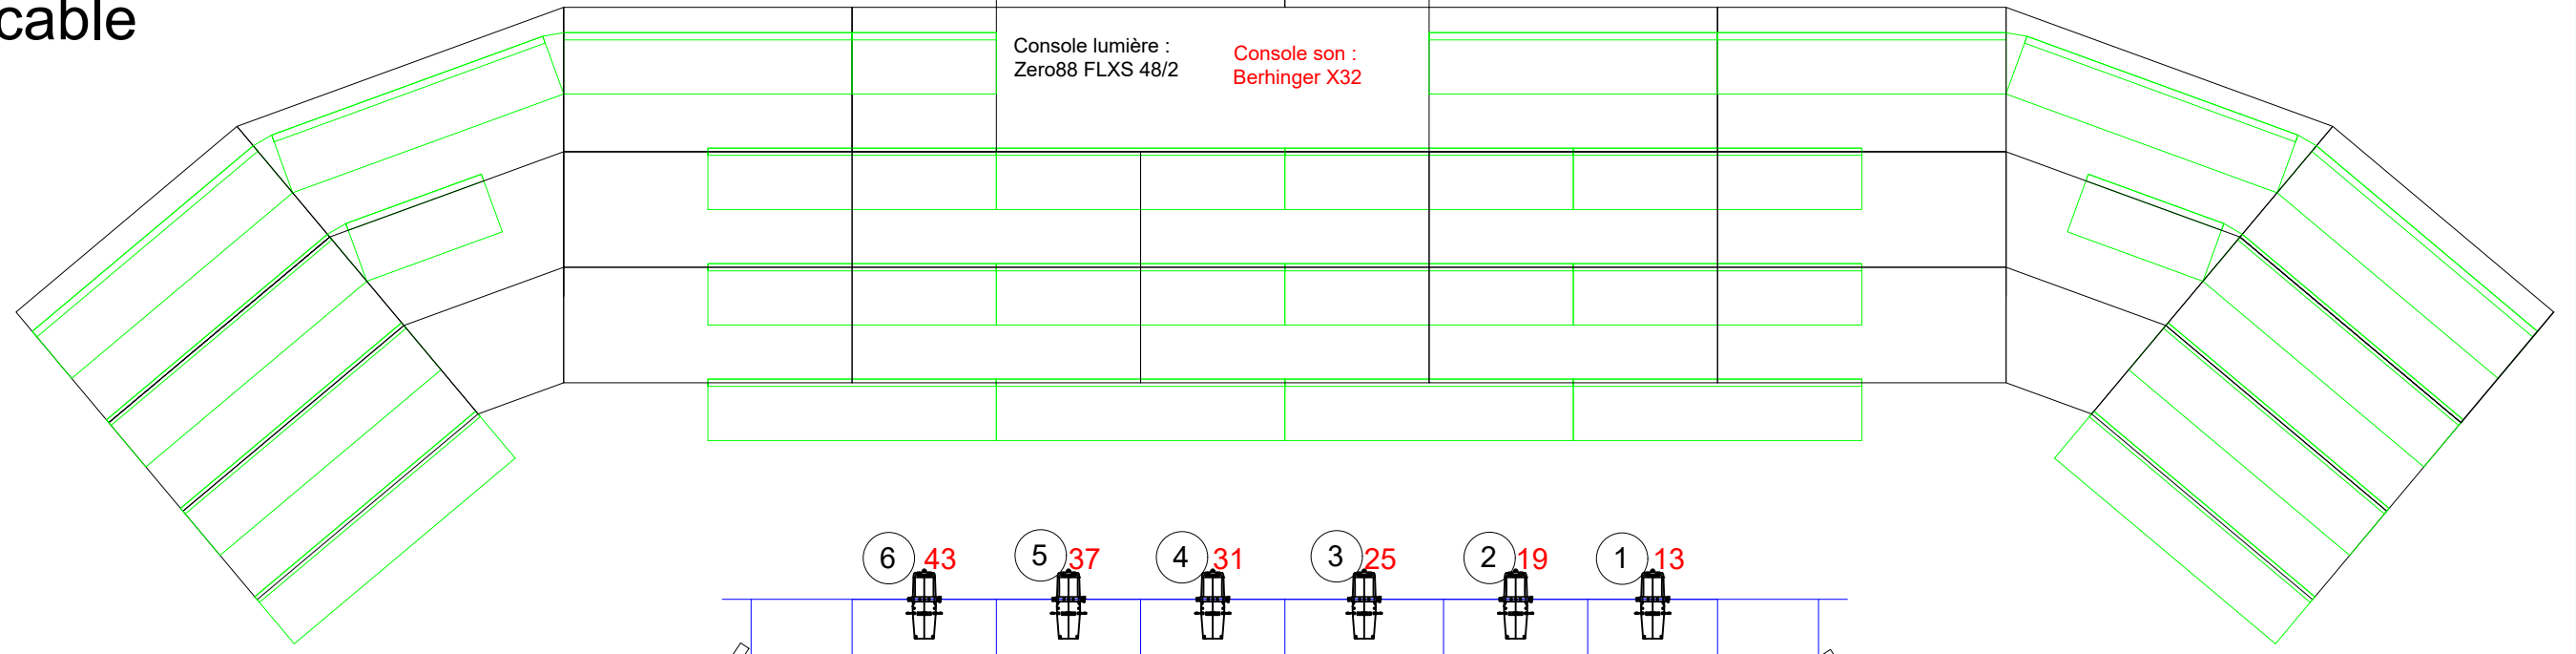 cable
Console lumière :
Zero88 FLXS 48/2
Console son :
Berhinger X32
6 43
5 37
4 31
3 25
2 19
1 13